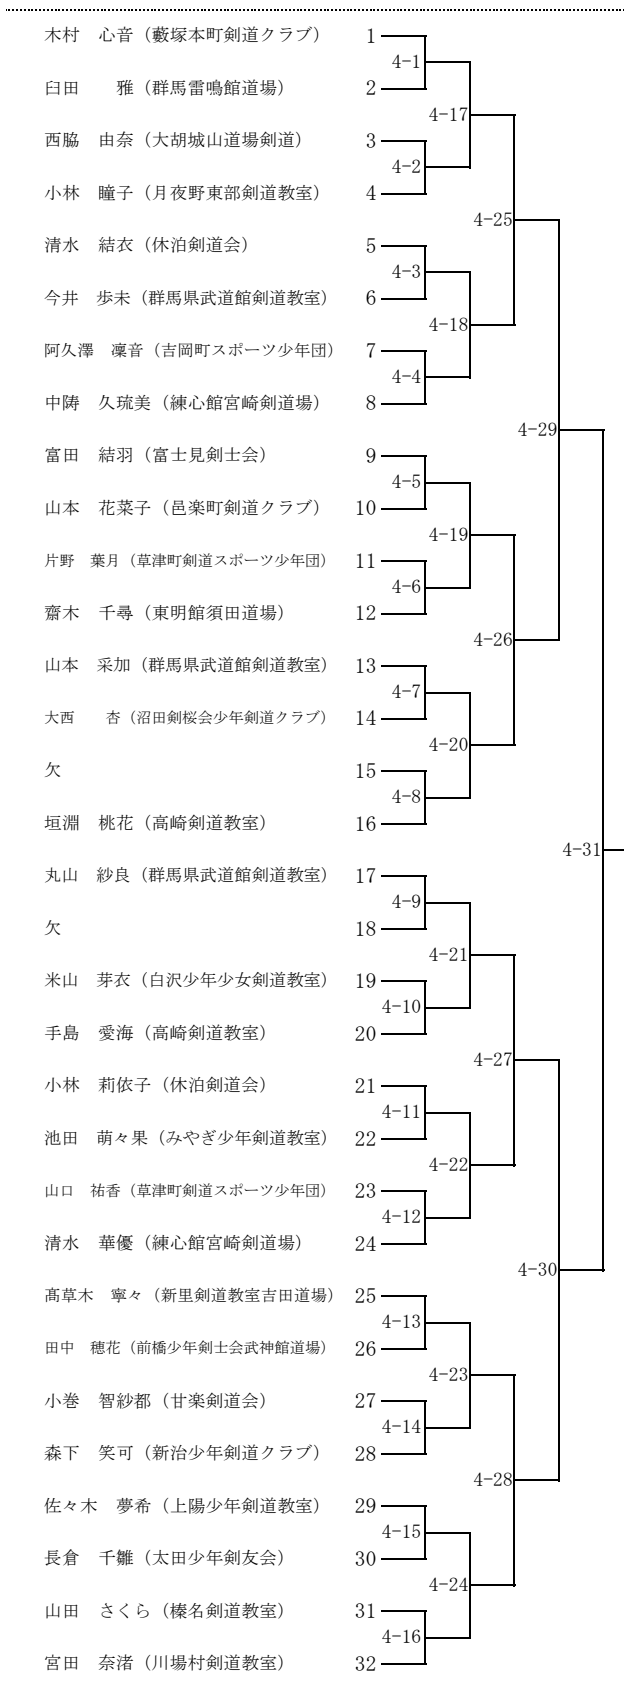 木村　心音（藪塚本町剣道クラブ） 1
4-1
臼田　　雅（群馬雷鳴館道場） 2
4-17
西脇　由奈（大胡城山道場剣道） 3
4-2
小林　瞳子（月夜野東部剣道教室） 4
4-25
清水　結衣（休泊剣道会） 5
4-3
今井　歩未（群馬県武道館剣道教室） 6
4-18
阿久澤　凜音（吉岡町スポーツ少年団） 7
4-4
中陦　久琉美（練心館宮崎剣道場） 8
4-29
富田　結羽（富士見剣士会） 9
4-5
山本　花菜子（邑楽町剣道クラブ） 10
4-19
片野　葉月（草津町剣道スポーツ少年団） 11
4-6
齋木　千尋（東明館須田道場） 12
4-26
山本　采加（群馬県武道館剣道教室） 13
4-7
大西　　杏（沼田剣桜会少年剣道クラブ） 14
4-20
欠 15
4-8
垣淵　桃花（高崎剣道教室） 16
4-31
丸山　紗良（群馬県武道館剣道教室） 17
4-9
欠 18
4-21
米山　芽衣（白沢少年少女剣道教室） 19
4-10
手島　愛海（高崎剣道教室） 20
4-27
小林　莉依子（休泊剣道会） 21
4-11
池田　萌々果（みやぎ少年剣道教室） 22
4-22
山口　祐香（草津町剣道スポーツ少年団） 23
4-12
清水　華優（練心館宮崎剣道場） 24
4-30
髙草木　寧々（新里剣道教室吉田道場） 25
4-13
田中　穂花（前橋少年剣士会武神館道場） 26
4-23
小巻　智紗都（甘楽剣道会） 27
4-14
森下　笑可（新治少年剣道クラブ） 28
4-28
佐々木　夢希（上陽少年剣道教室） 29
4-15
長倉　千雛（太田少年剣友会） 30
4-24
山田　さくら（榛名剣道教室） 31
4-16
宮田　奈渚（川場村剣道教室） 32